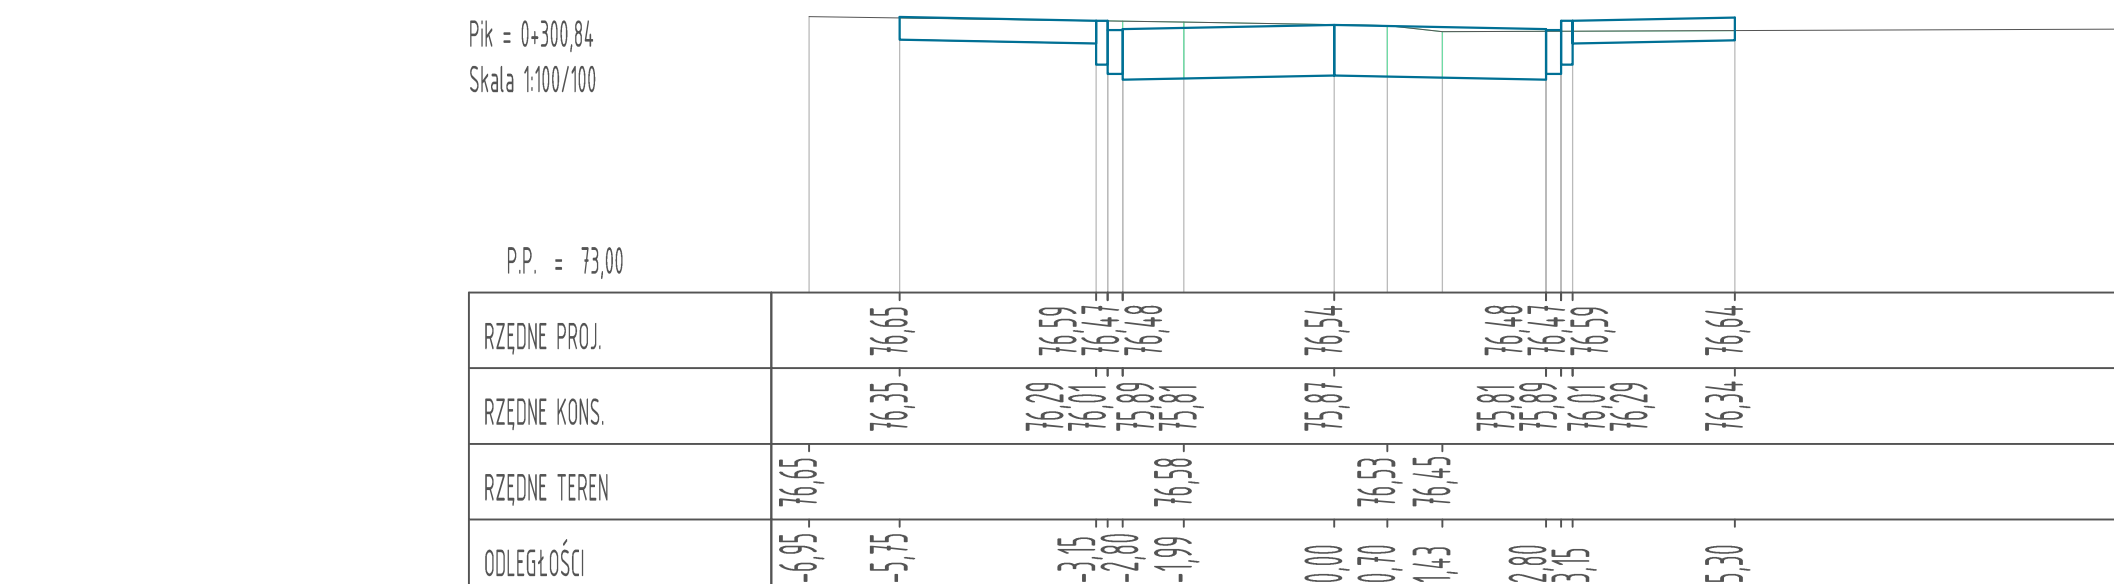 Pik = 0+300,84
Skala 1:100/100
P.P. = 73,00
RZĘDNE PROJ. 76,65 76,59 76,47 76,48 76,54 76,48 76,47 76,59 76,64
RZĘDNE KONS. 76,35 76,29 76,01 75,89 75,81 75,87 75,81 75,89 76,01 76,29 76,34
RZĘDNE TEREN 76,65 76,58 76,53 76,45
ODLEGŁOŚCI -6,95 -5,75 -3,15 -2,80 -1,99 0,00 0,70 1,43 2,80 3,15 5,30